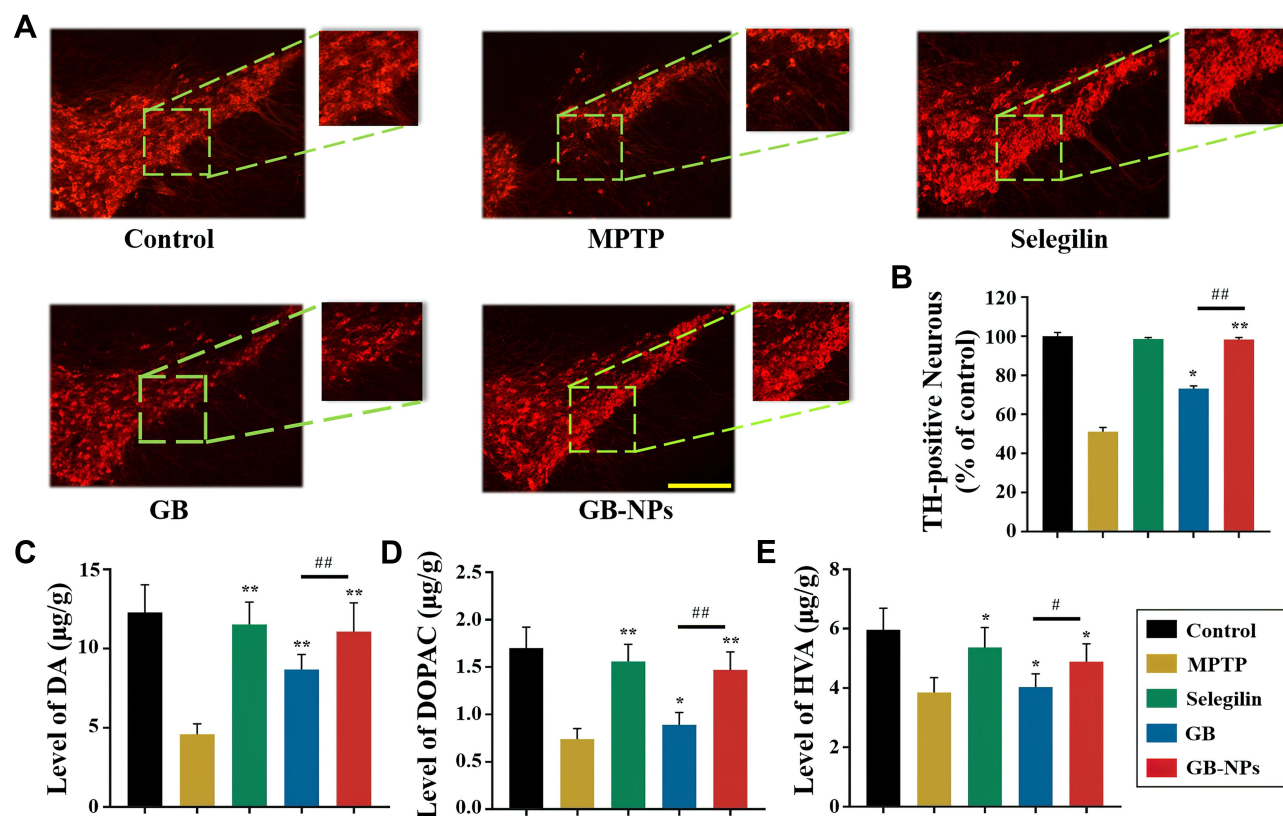 A
Control
MPTP
Selegilin
GB
GB-NPs
B
TH-positive Neurous
(% of control)
120
100
80
60
40
20
0
##
*
**
C
Level of DA (µg/g)
15
10
5
0
**
**
##
**
D
Level of DOPAC (µg/g)
2.5
2.0
1.5
1.0
0.5
0.0
**
*
##
**
E
Level of HVA (µg/g)
8
6
4
2
0
*
*
#
*
Control
MPTP
Selegilin
GB
GB-NPs